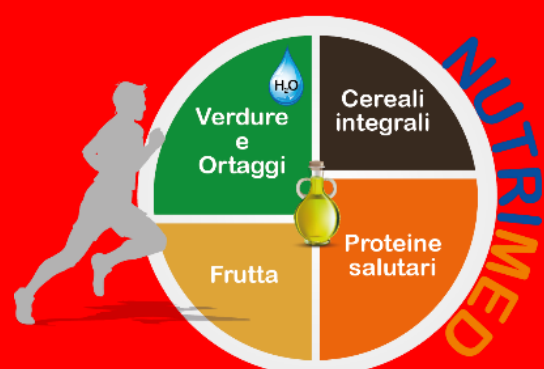 H₂O
Verdure
e
Ortaggi
Cereali
integrali
Frutta
Proteine
salutari
NUTRIMED